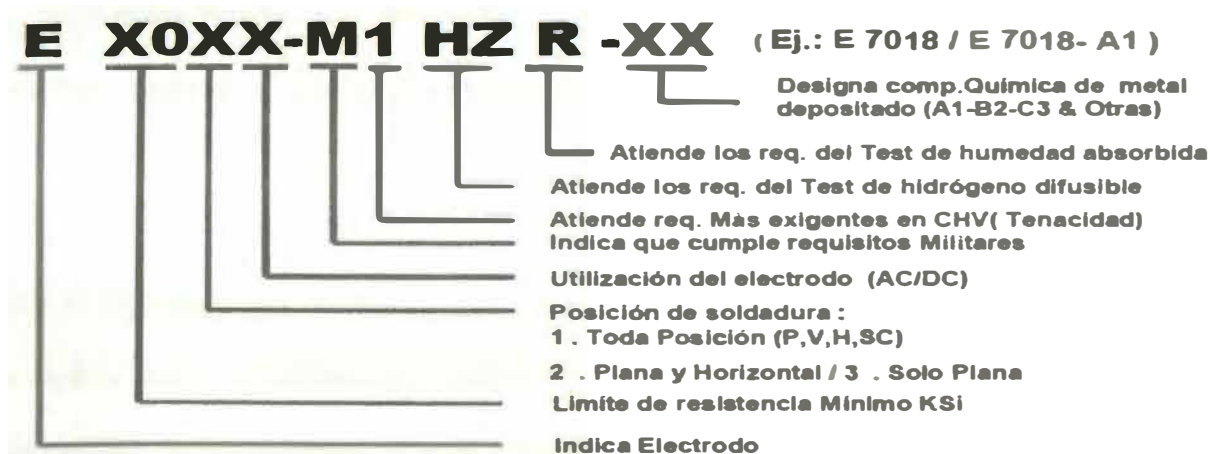 E X0XX-M1 HZ R -XX (Ej.: E 7018 / E 7018- A1 )
Designa comp.Química de metal
depositado (A1-B2-C3 & Otras)
Atiende los req. del Test de humedad absorbida
Atiende los req. del Test de hidrógeno difusible
Atiende req. Màs exigentes en CHV( Tenacidad)
Indica que cumple requisitos Militares
Utilización del electrodo (AC/DC)
Posición de soldadura :
1 . Toda Posición (P,V,H,SC)
2 . Plana y Horizontal / 3 . Solo Plana
Limite de resistencia Mínimo KSi
Indica Electrodo